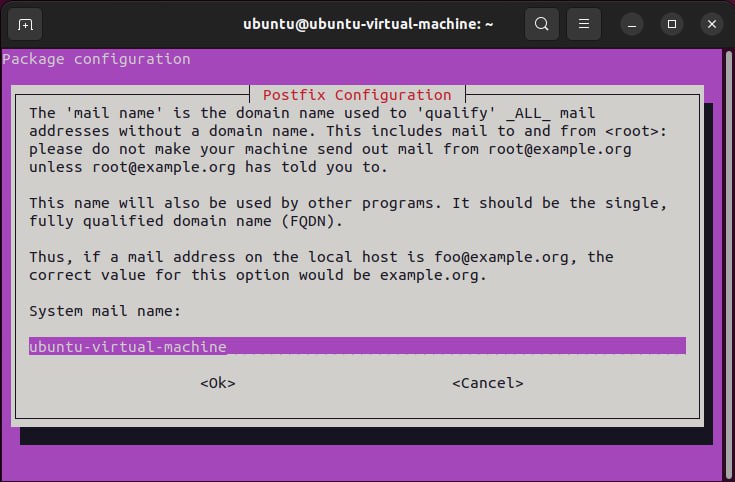 ubuntu@ubuntu-virtual-machine: ~
Package configuration
Postfix Configuration
The 'mail name' is the domain name used to 'qualify' _ALL_ mail
addresses without a domain name. This includes mail to and from <root>:
please do not make your machine send out mail from root@example.org
unless root@example.org has told you to.
This name will also be used by other programs. It should be the single,
fully qualified domain name (FQDN).
Thus, if a mail address on the local host is foo@example.org, the
correct value for this option would be example.org.
System mail name:
ubuntu-virtual-machine
<Ok> <Cancel>